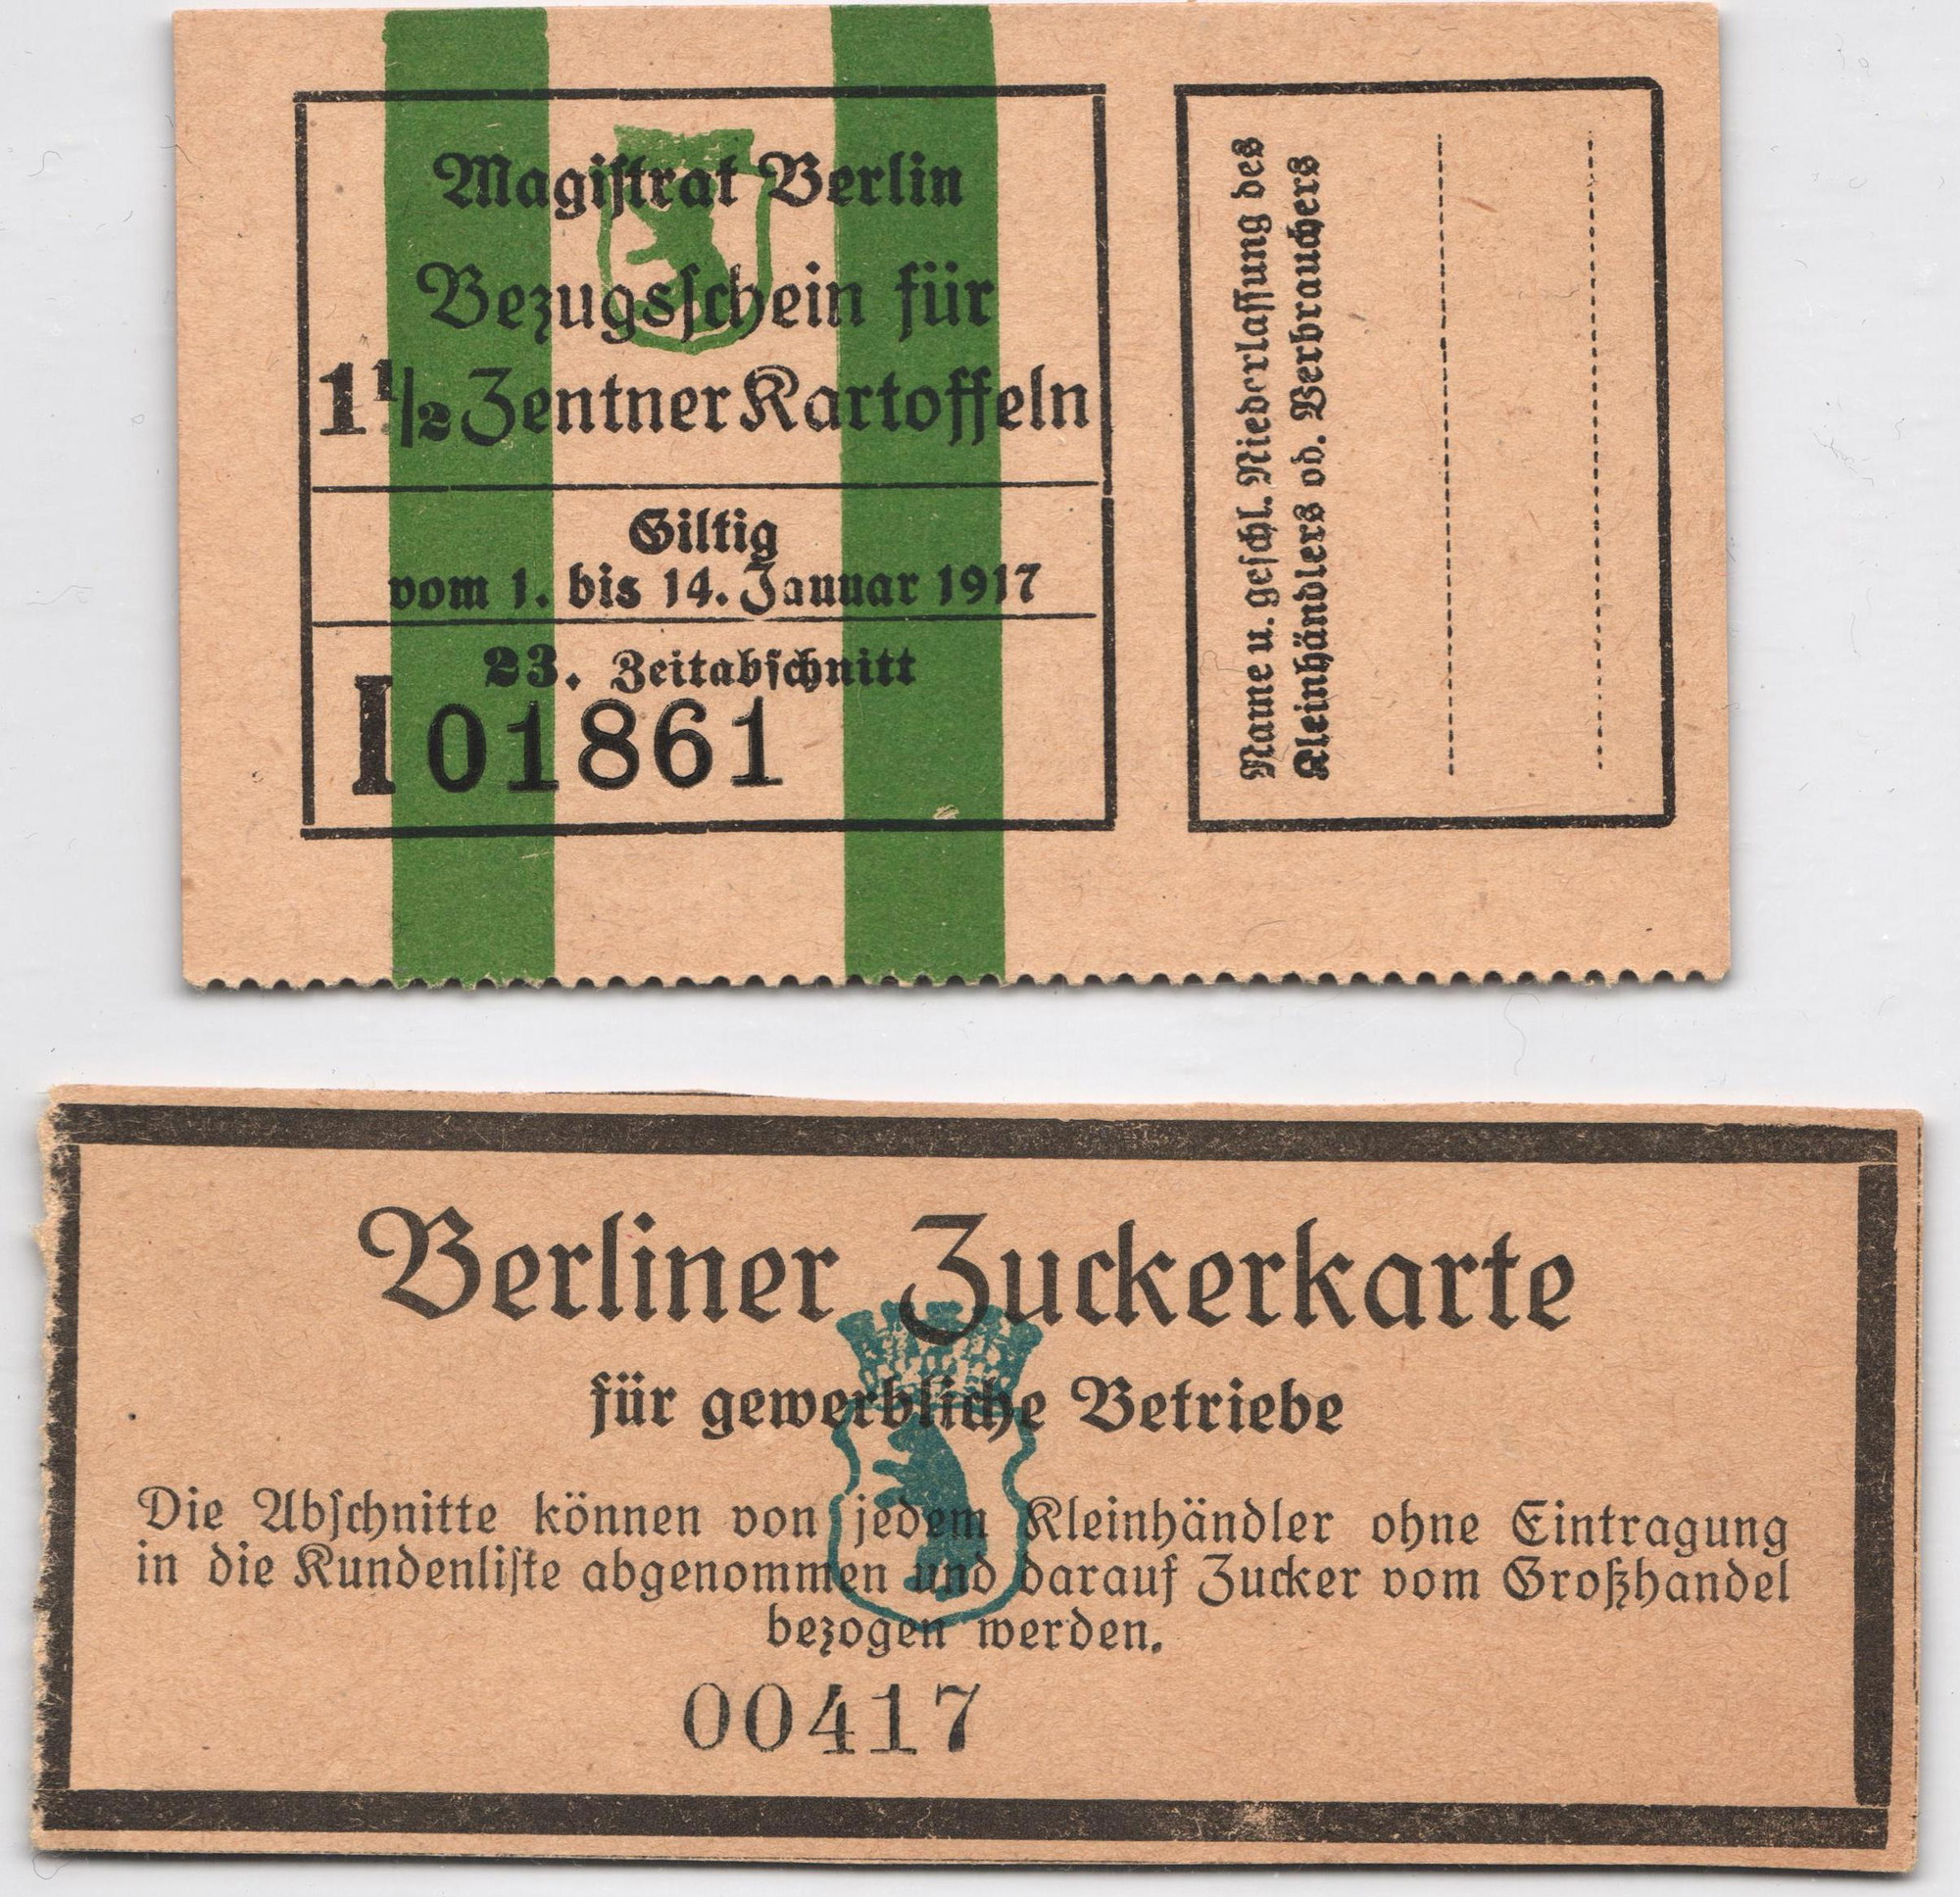 Magistrat Berlin
Bezugsschein für
1 1/2 Zentner Kartoffeln
Giltig
vom 1. bis 14. Januar 1917
23. Zeitabschnitt
I 01861
Name u. geschl. Niederlassung des
Kleinhändlers od. Verbrauchers
Berliner Zuckerkarte
für gewerbliche Betriebe
Die Abschnitte können von jedem Kleinhändler ohne Eintragung
in die Kundenliste abgenommen und darauf Zucker vom Großhandel
bezogen werden.
00417